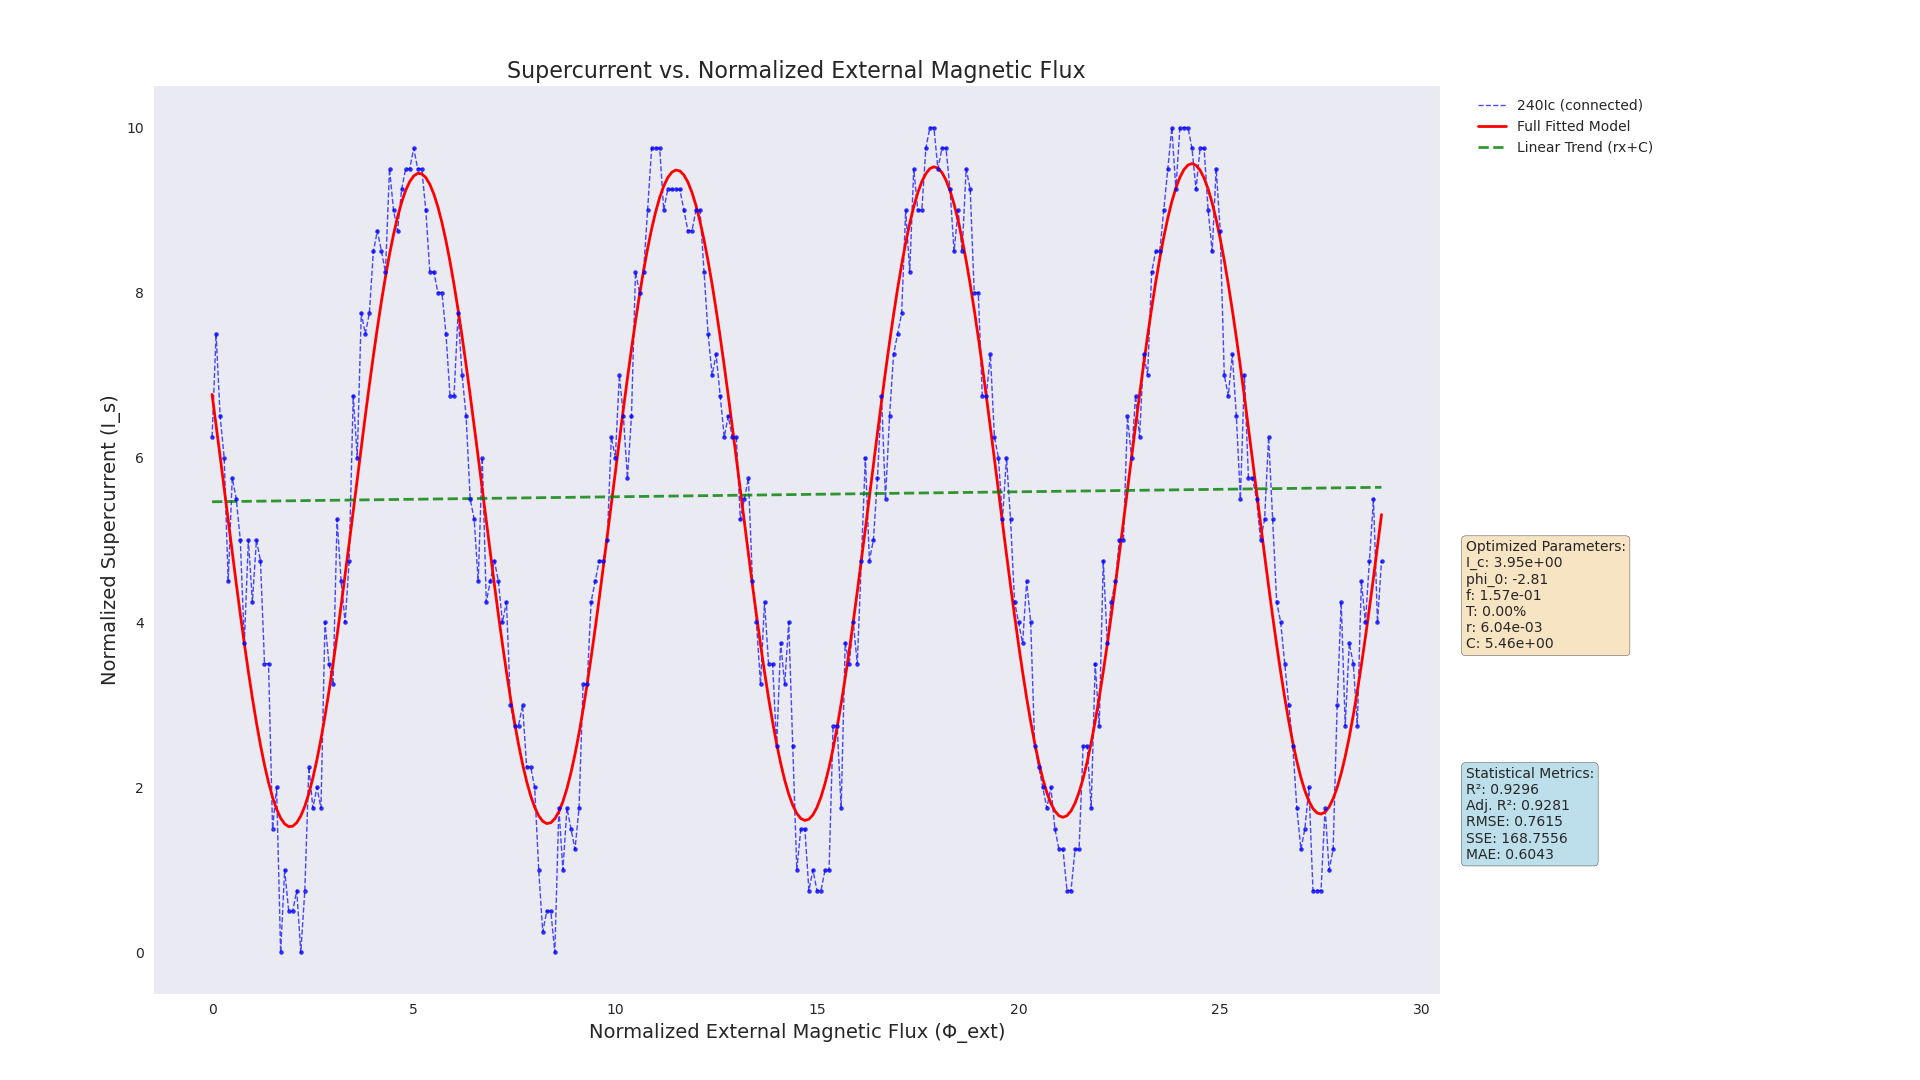 Supercurrent vs. Normalized External Magnetic Flux
240Ic (connected)
Full Fitted Model
Linear Trend (rx+C)
Normalized Supercurrent (I_s)
10
8
6
4
2
0
0 5 10 15 20 25 30
Normalized External Magnetic Flux (Φ_ext)
Optimized Parameters:
I_c: 3.95e+00
phi_0: -2.81
f: 1.57e-01
T: 0.00%
r: 6.04e-03
C: 5.46e+00
Statistical Metrics:
R²: 0.9296
Adj. R²: 0.9281
RMSE: 0.7615
SSE: 168.7556
MAE: 0.6043